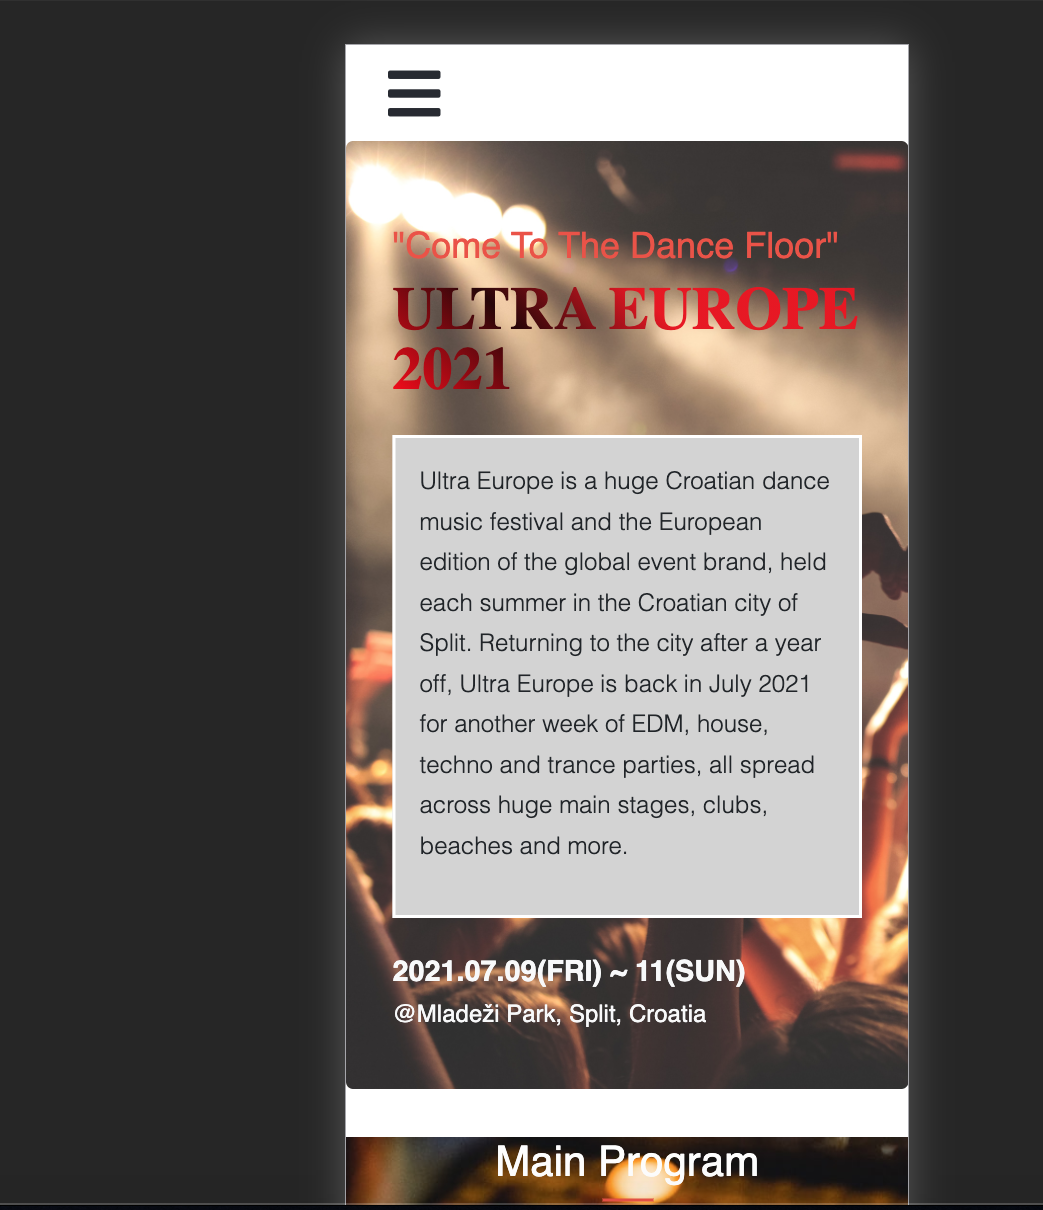 "Come To The Dance Floor"
ULTRA EUROPE
2021
Ultra Europe is a huge Croatian dance
music festival and the European
edition of the global event brand, held
each summer in the Croatian city of
Split. Returning to the city after a year
off, Ultra Europe is back in July 2021
for another week of EDM, house,
techno and trance parties, all spread
across huge main stages, clubs,
beaches and more.
2021.07.09(FRI) ~ 11(SUN)
@Mladeži Park, Split, Croatia
Main Program